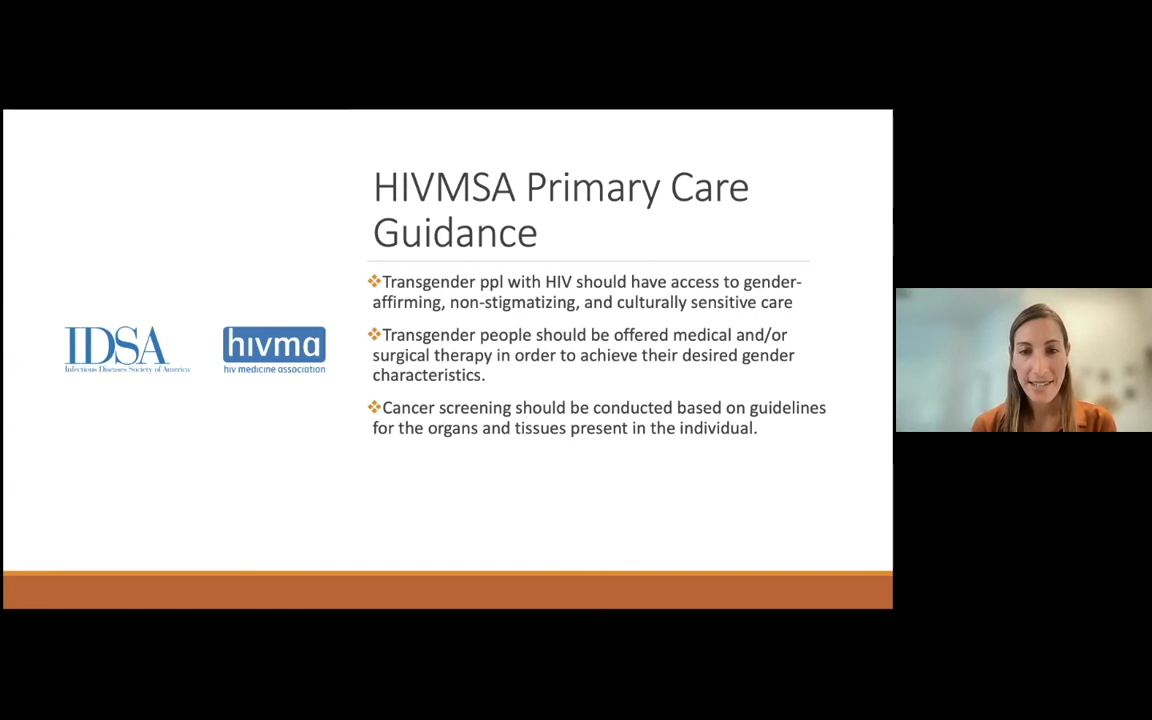 HIVMSA Primary Care
Guidance
❖Transgender ppl with HIV should have access to gender-
affirming, non-stigmatizing, and culturally sensitive care
❖Transgender people should be offered medical and/or
surgical therapy in order to achieve their desired gender
characteristics.
❖Cancer screening should be conducted based on guidelines
for the organs and tissues present in the individual.
IDSA
Infectious Diseases Society of America
hivma
hiv medicine association